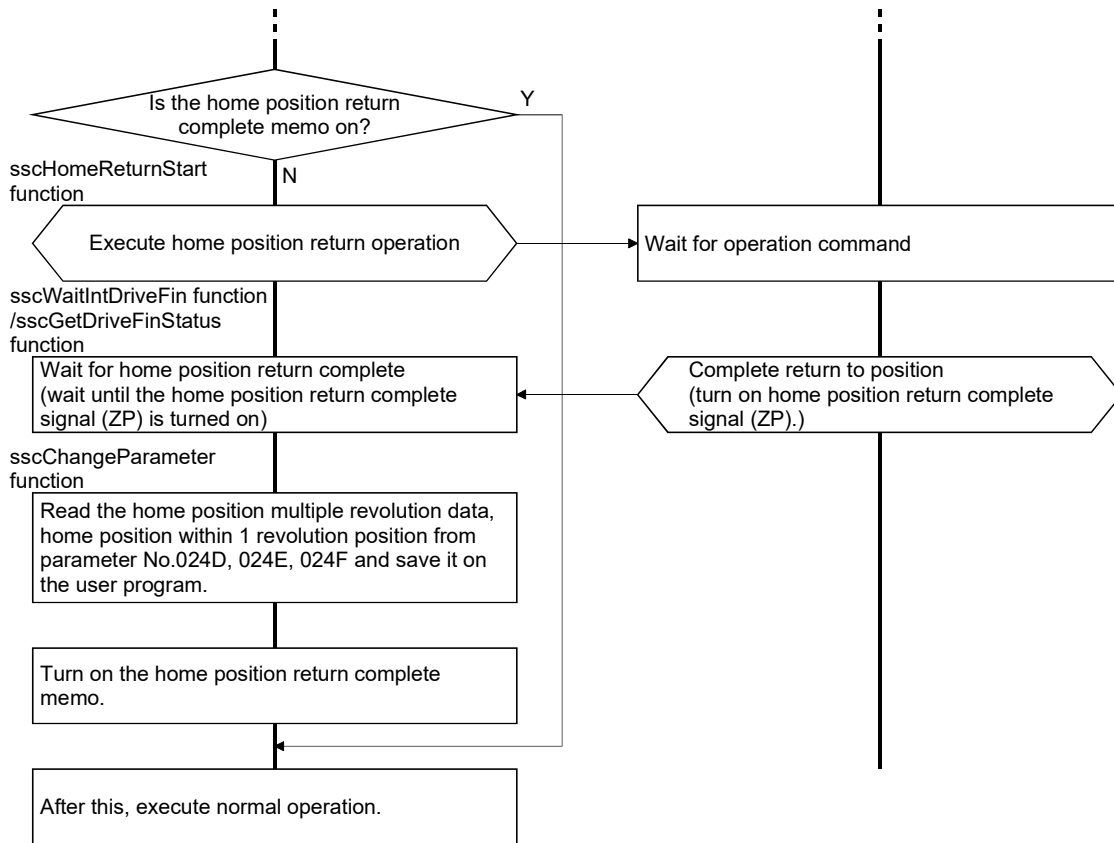 Is the home position return
complete memo on?
Y
sscHomeReturnStart
function
N
Execute home position return operation
Wait for operation command
sscWaitIntDriveFin function
/sscGetDriveFinStatus
function
Wait for home position return complete
(wait until the home position return complete
signal (ZP) is turned on)
Complete return to position
(turn on home position return complete
signal (ZP).)
sscChangeParameter
function
Read the home position multiple revolution data,
home position within 1 revolution position from
parameter No.024D, 024E, 024F and save it on
the user program.
Turn on the home position return complete
memo.
After this, execute normal operation.